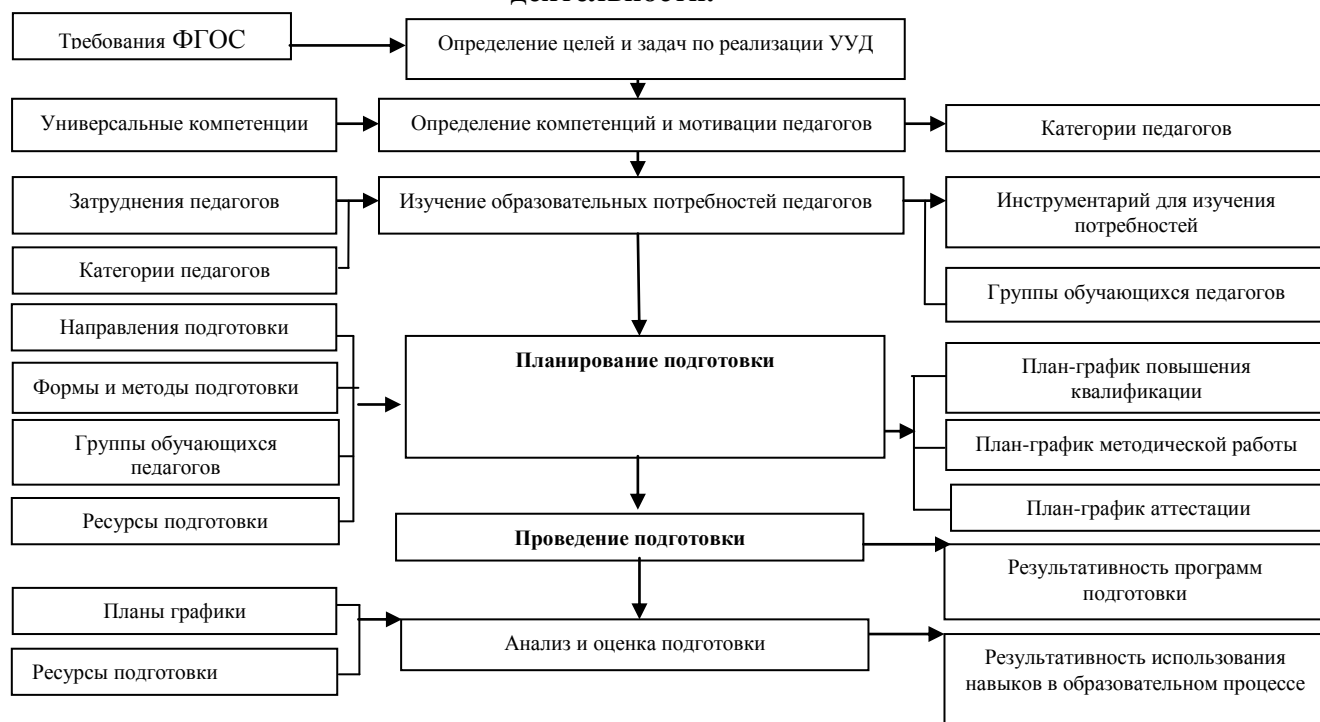 деятельности.
Требования ФГОС
Определение целей и задач по реализации УУД
Универсальные компетенции
Определение компетенций и мотивации педагогов
Категории педагогов
Затруднения педагогов
Изучение образовательных потребностей педагогов
Инструментарий для изучения
потребностей
Категории педагогов
Группы обучающихся педагогов
Направления подготовки
Планирование подготовки
План-график повышения
квалификации
Формы и методы подготовки
Группы обучающихся
педагогов
План-график методической работы
Ресурсы подготовки
План-график аттестации
Проведение подготовки
Результативность программ
подготовки
Планы графики
Анализ и оценка подготовки
Ресурсы подготовки
Результативность использования
навыков в образовательном процессе